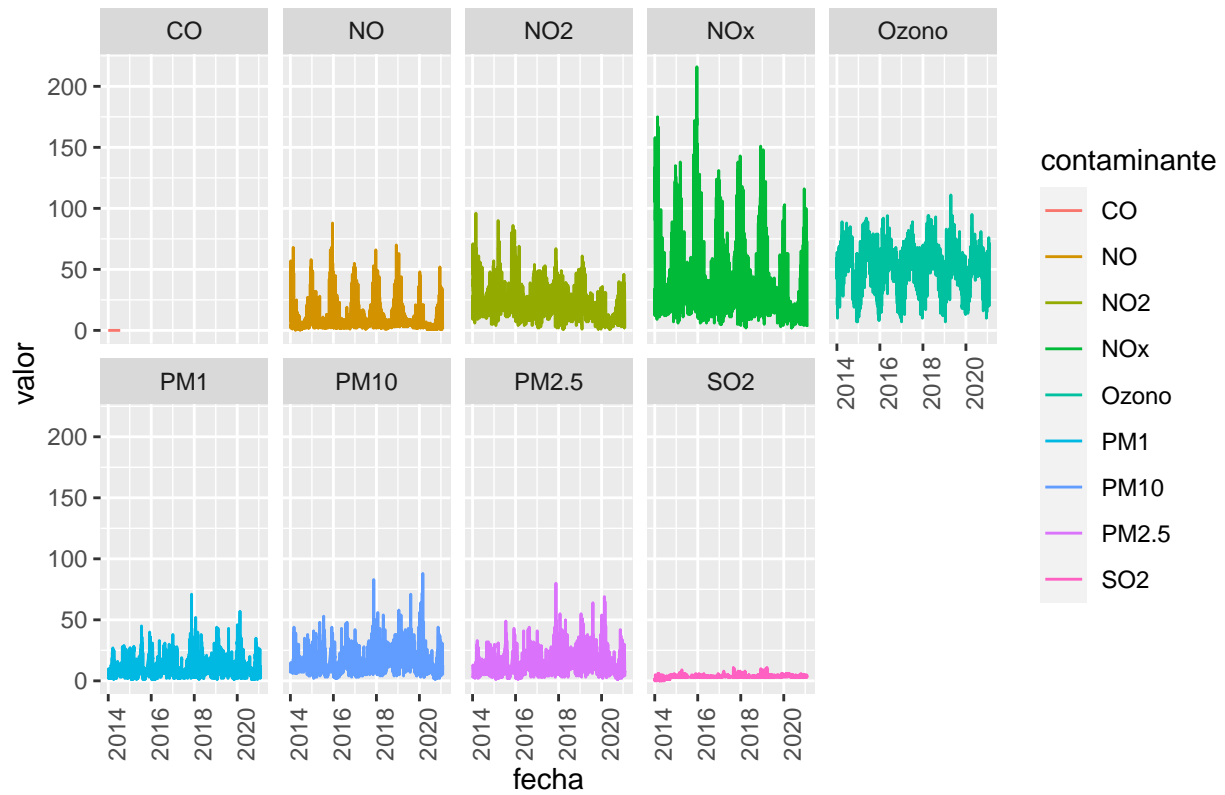 CO NO NO2 NOx Ozono
200
150
100
50
0
2014 2016 2018 2020
PM1 PM10 PM2.5 SO2
200
150
100
50
0
2014 2016 2018 2020 2014 2016 2018 2020 2014 2016 2018 2020 2014 2016 2018 2020
valor
fecha
contaminante
CO
NO
NO2
NOx
Ozono
PM1
PM10
PM2.5
SO2